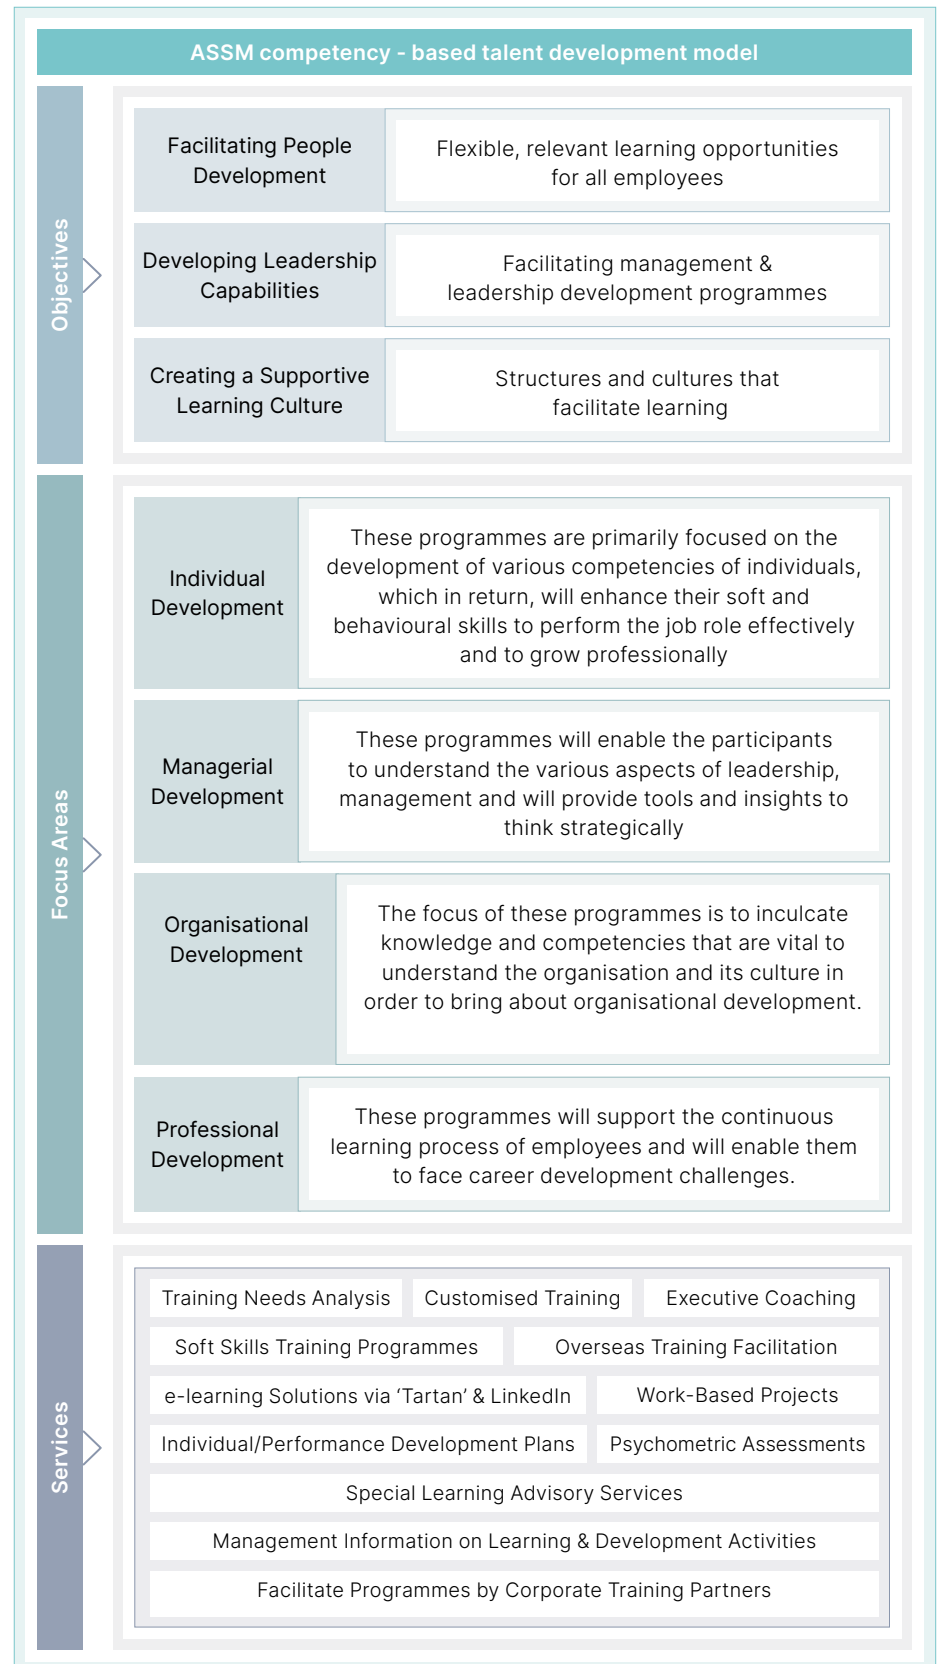 ASSM competency - based talent development model
Objectives
Facilitating People
Development
Flexible, relevant learning opportunities
for all employees
Developing Leadership
Capabilities
Facilitating management &
leadership development programmes
Creating a Supportive
Learning Culture
Structures and cultures that
facilitate learning
Focus Areas
Individual
Development
These programmes are primarily focused on the
development of various competencies of individuals,
which in return, will enhance their soft and
behavioural skills to perform the job role effectively
and to grow professionally
Managerial
Development
These programmes will enable the participants
to understand the various aspects of leadership,
management and will provide tools and insights to
think strategically
Organisational
Development
The focus of these programmes is to inculcate
knowledge and competencies that are vital to
understand the organisation and its culture in
order to bring about organisational development.
Professional
Development
These programmes will support the continuous
learning process of employees and will enable them
to face career development challenges.
Services
Training Needs Analysis
Customised Training
Executive Coaching
Soft Skills Training Programmes
Overseas Training Facilitation
e-learning Solutions via ‘Tartan’ & LinkedIn
Work-Based Projects
Individual/Performance Development Plans
Psychometric Assessments
Special Learning Advisory Services
Management Information on Learning & Development Activities
Facilitate Programmes by Corporate Training Partners